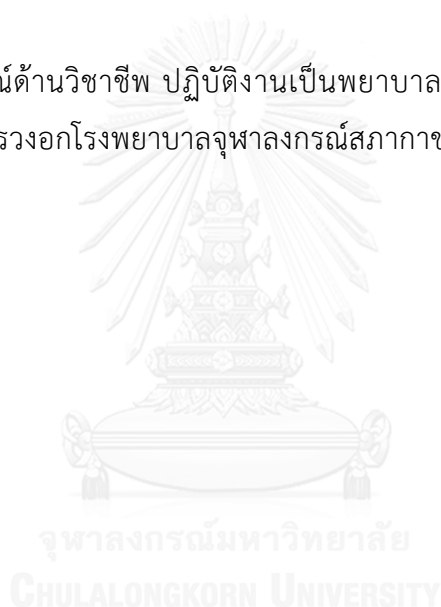 ณ์ด้านวิชาชีพ ปฏิบัติงานเป็นพยาบาล
รวงอกโรงพยาบาลจุฬาลงกรณ์สภากาช
จุฬาลงกรณ์มหาวิทยาลัย
CHULALONGKORN UNIVERSITY